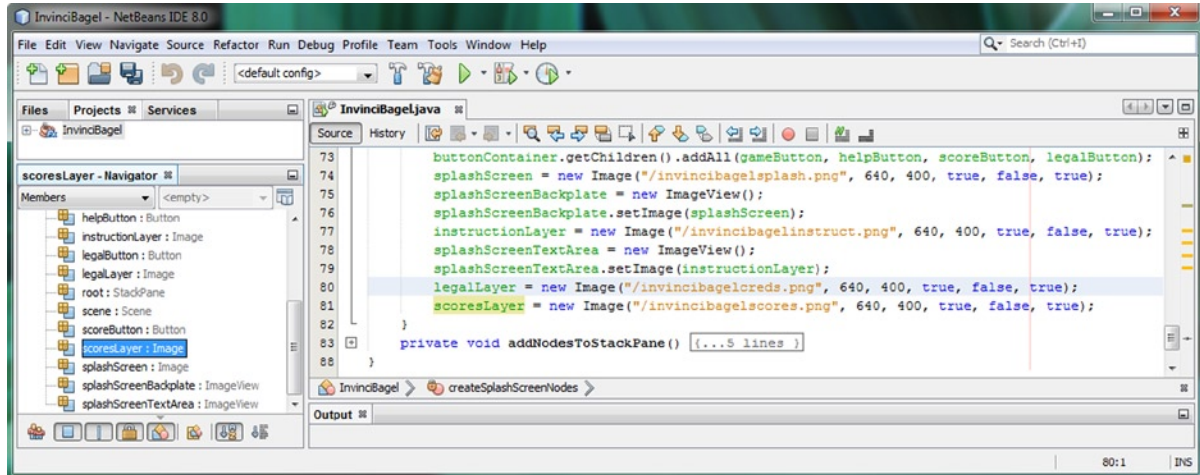 InvinciBagel - NetBeans IDE 8.0
File Edit View Navigate Source Refactor Run Debug Profile Team Tools Window Help
Search (Ctrl+I)
<default config>
Files Projects Services
InvinciBagel
scoresLayer - Navigator
Members <empty>
helpButton : Button
instructionLayer : Image
legalButton : Button
legalLayer : Image
root : StackPane
scene : Scene
scoreButton : Button
scoresLayer : Image
splashScreen : Image
splashScreenBackplate : ImageView
splashScreenTextArea : ImageView
InvinciBagel.java
Source History
73 buttonContainer.getChildren().addAll(gameButton, helpButton, scoreButton, legalButton);
74 splashScreen = new Image("/invincibagelsplash.png", 640, 400, true, false, true);
75 splashScreenBackplate = new ImageView();
76 splashScreenBackplate.setImage(splashScreen);
77 instructionLayer = new Image("/invincibagelinstruct.png", 640, 400, true, false, true);
78 splashScreenTextArea = new ImageView();
79 splashScreenTextArea.setImage(instructionLayer);
80 legalLayer = new Image("/invincibagelcreds.png", 640, 400, true, false, true);
81 scoresLayer = new Image("/invincibagelscores.png", 640, 400, true, false, true);
82 }
83 private void addNodesToStackPane() {...5 lines }
88 }
InvinciBagel createSplashScreenNodes
Output
80:1 INS